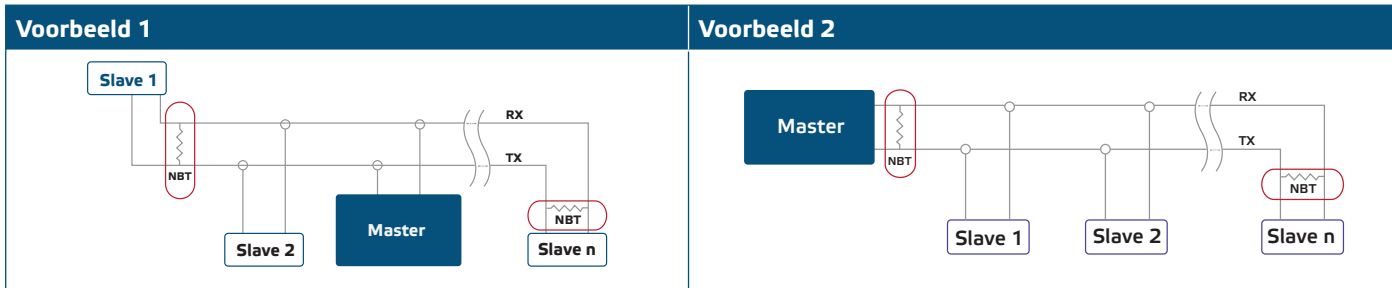 Voorbeeld 1
Slave 1
RX
TX
NBT
NBT
Master
Slave 2
Slave n
Voorbeeld 2
Master
RX
TX
NBT
NBT
Slave 1
Slave 2
Slave n